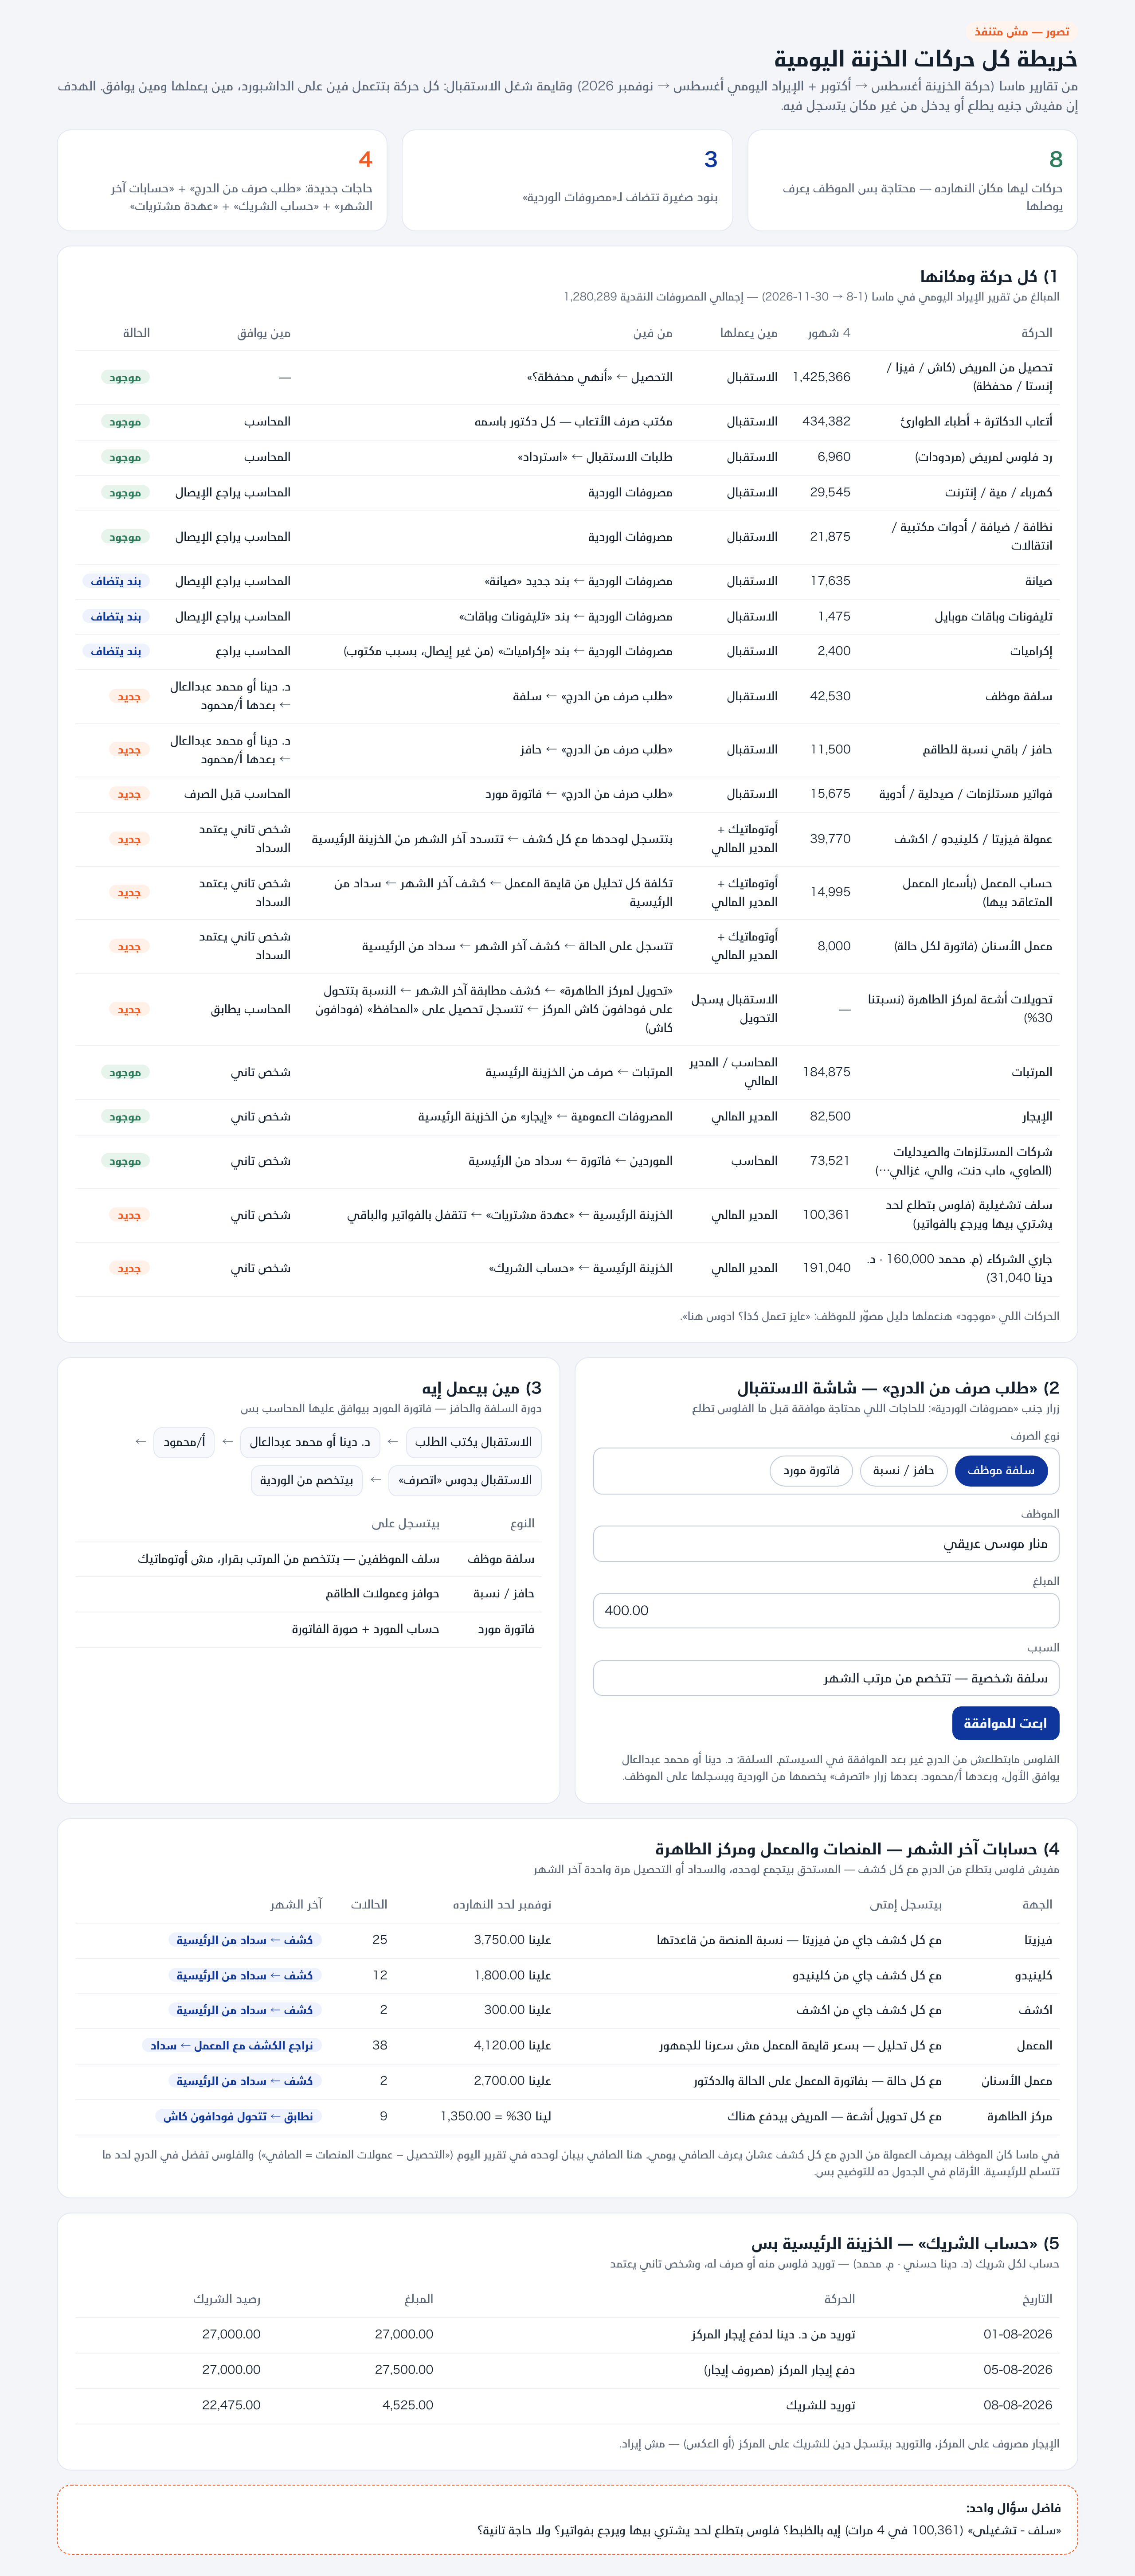 تصور — مش متنفذ
خريطة كل حركات الخزنة اليومية
من تقارير ماسا (حركة الخزينة أغسطس → أكتوبر + الإيراد اليومي أغسطس → نوفمبر 2026) وقايمة شغل الاستقبال: كل حركة بتتعمل فين على الداشبورد، مين يعملها ومين يوافق. الهدف
إن مفيش جنيه يطلع أو يدخل من غير مكان يتسجل فيه.
8
حركات ليها مكان النهارده — محتاجة بس الموظف يعرف
يوصلها
3
بنود صغيرة تتضاف لـ«مصروفات الوردية»
4
حاجات جديدة: «طلب صرف من الدرج» + «حسابات آخر
الشهر» + «حساب الشريك» + «عهدة مشتريات»
1) كل حركة ومكانها
المبالغ من تقرير الإيراد اليومي في ماسا (1-8 → 30-11-2026) — إجمالي المصروفات النقدية 1,280,289
الحركة 4 شهور مين يعملها من فين مين يوافق الحالة
تحصيل من المريض (كاش / فيزا /
إنستا / محفظة) 1,425,366 الاستقبال التحصيل ← «أنهي محفظة؟» — موجود
أتعاب الدكاترة + أطباء الطوارئ 434,382 الاستقبال مكتب صرف الأتعاب — كل دكتور باسمه المحاسب موجود
رد فلوس لمريض (مردودات) 6,960 الاستقبال طلبات الاستقبال ← «استرداد» المحاسب موجود
كهرباء / مية / إنترنت 29,545 الاستقبال مصروفات الوردية المحاسب يراجع الإيصال موجود
نظافة / ضيافة / أدوات مكتبية /
انتقالات 21,875 الاستقبال مصروفات الوردية المحاسب يراجع الإيصال موجود
صيانة 17,635 الاستقبال مصروفات الوردية ← بند جديد «صيانة» المحاسب يراجع الإيصال بند يتضاف
تليفونات وباقات موبايل 1,475 الاستقبال مصروفات الوردية ← بند «تليفونات وباقات» المحاسب يراجع الإيصال بند يتضاف
إكراميات 2,400 الاستقبال مصروفات الوردية ← بند «إكراميات» (من غير إيصال، بسبب مكتوب) المحاسب يراجع بند يتضاف
سلفة موظف 42,530 الاستقبال «طلب صرف من الدرج» ← سلفة د. دينا أو محمد عبدالعال
← بعدها أ/محمود جديد
حافز / باقي نسبة للطاقم 11,500 الاستقبال «طلب صرف من الدرج» ← حافز د. دينا أو محمد عبدالعال
← بعدها أ/محمود جديد
فواتير مستلزمات / صيدلية / أدوية 15,675 الاستقبال «طلب صرف من الدرج» ← فاتورة مورد المحاسب قبل الصرف جديد
عمولة فيزيتا / كلينيدو / اكشف 39,770 أوتوماتيك +
المدير المالي بتتسجل لوحدها مع كل كشف ← تتسدد آخر الشهر من الخزينة الرئيسية شخص تاني يعتمد
السداد جديد
حساب المعمل (بأسعار المعمل
المتعاقد بيها) 14,995 أوتوماتيك +
المدير المالي تكلفة كل تحليل من قايمة المعمل ← كشف آخر الشهر ← سداد من
الرئيسية شخص تاني يعتمد
السداد جديد
معمل الأسنان (فاتورة لكل حالة) 8,000 أوتوماتيك +
المدير المالي تتسجل على الحالة ← كشف آخر الشهر ← سداد من الرئيسية شخص تاني يعتمد
السداد جديد
تحويلات أشعة لمركز الطاهرة (نسبتنا
30%) — الاستقبال يسجل
التحويل «تحويل لمركز الطاهرة» ← كشف مطابقة آخر الشهر ← النسبة بتتحول
على فودافون كاش المركز ← تتسجل تحصيل على «المحافظ» (فودافون
كاش) المحاسب يطابق جديد
المرتبات 184,875 المحاسب / المدير
المالي المرتبات ← صرف من الخزينة الرئيسية شخص تاني موجود
الإيجار 82,500 المدير المالي المصروفات العمومية ← «إيجار» من الخزينة الرئيسية شخص تاني موجود
شركات المستلزمات والصيدليات
(الصاوي، ماب دنت، والي، غزالي…) 73,521 المحاسب الموردين ← فاتورة ← سداد من الرئيسية شخص تاني موجود
سلف تشغيلية (فلوس بتطلع لحد
يشتري بيها ويرجع بالفواتير) 100,361 المدير المالي الخزينة الرئيسية ← «عهدة مشتريات» ← تتقفل بالفواتير والباقي شخص تاني جديد
جاري الشركاء (م. محمد 160,000 · د.
دينا 31,040) 191,040 المدير المالي الخزينة الرئيسية ← «حساب الشريك» شخص تاني جديد
الحركات اللي «موجود» هنعملها دليل مصوّر للموظف: «عايز تعمل كذا؟ ادوس هنا».
2) «طلب صرف من الدرج» — شاشة الاستقبال
زرار جنب «مصروفات الوردية»: للحاجات اللي محتاجة موافقة قبل ما الفلوس تطلع
نوع الصرف
سلفة موظف حافز / نسبة فاتورة مورد
الموظف
منار موسى عريقي
المبلغ
400.00
السبب
سلفة شخصية — تتخصم من مرتب الشهر
ابعت للموافقة
الفلوس مابتطلعش من الدرج غير بعد الموافقة في السيستم. السلفة: د. دينا أو محمد عبدالعال
يوافق الأول، وبعدها أ/محمود. بعدها زرار «اتصرف» يخصمها من الوردية ويسجلها على الموظف.
3) مين بيعمل إيه
دورة السلفة والحافز — فاتورة المورد بيوافق عليها المحاسب بس
الاستقبال يكتب الطلب ← د. دينا أو محمد عبدالعال ← أ/محمود ←
الاستقبال يدوس «اتصرف» ← بيتخصم من الوردية
النوع بيتسجل على
سلفة موظف سلف الموظفين — بتتخصم من المرتب بقرار، مش أوتوماتيك
حافز / نسبة حوافز وعمولات الطاقم
فاتورة مورد حساب المورد + صورة الفاتورة
4) حسابات آخر الشهر — المنصات والمعمل ومركز الطاهرة
مفيش فلوس بتطلع من الدرج مع كل كشف — المستحق بيتجمع لوحده، والسداد أو التحصيل مرة واحدة آخر الشهر
الجهة بيتسجل إمتى نوفمبر لحد النهارده الحالات آخر الشهر
فيزيتا مع كل كشف جاي من فيزيتا — نسبة المنصة من قاعدتها علينا 3,750.00 25 كشف ← سداد من الرئيسية
كلينيدو مع كل كشف جاي من كلينيدو علينا 1,800.00 12 كشف ← سداد من الرئيسية
اكشف مع كل كشف جاي من اكشف علينا 300.00 2 كشف ← سداد من الرئيسية
المعمل مع كل تحليل — بسعر قايمة المعمل مش سعرنا للجمهور علينا 4,120.00 38 نراجع الكشف مع المعمل ← سداد
معمل الأسنان مع كل حالة — بفاتورة المعمل على الحالة والدكتور علينا 2,700.00 2 كشف ← سداد من الرئيسية
مركز الطاهرة مع كل تحويل أشعة — المريض بيدفع هناك لينا 30% = 1,350.00 9 نطابق ← تتحول فودافون كاش
في ماسا كان الموظف بيصرف العمولة من الدرج مع كل كشف عشان يعرف الصافي يومي. هنا الصافي بيبان لوحده في تقرير اليوم («التحصيل − عمولات المنصات = الصافي») والفلوس تفضل في الدرج لحد ما
تتسلم للرئيسية. الأرقام في الجدول ده للتوضيح بس.
5) «حساب الشريك» — الخزينة الرئيسية بس
حساب لكل شريك (د. دينا حسني · م. محمد) — توريد فلوس منه أو صرف له، وشخص تاني يعتمد
التاريخ الحركة المبلغ رصيد الشريك
01-08-2026 توريد من د. دينا لدفع إيجار المركز 27,000.00 27,000.00
05-08-2026 دفع إيجار المركز (مصروف إيجار) 27,500.00 27,000.00
08-08-2026 توريد للشريك 4,525.00 22,475.00
الإيجار مصروف على المركز، والتوريد بيتسجل دين للشريك على المركز (أو العكس) — مش إيراد.
فاضل سؤال واحد:
«سلف - تشغيلى» (100,361 في 4 مرات) إيه بالظبط؟ فلوس بتطلع لحد يشتري بيها ويرجع بفواتير؟ ولا حاجة تانية؟